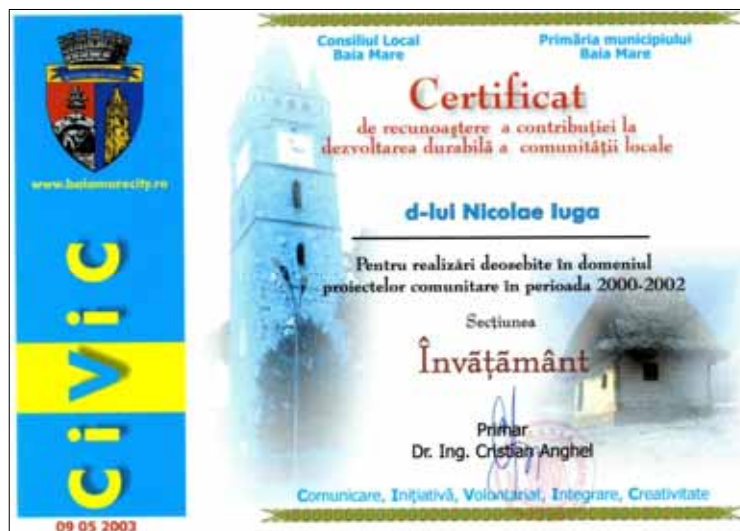 Consiliul Local
Baia Mare
Primăria municipiului
Baia Mare
Certificat
de recunoaştere a contribuţiei la
dezvoltarea durabilă a comunităţii locale
www.baiamarecity.ro
d-lui Nicolae Iuga
Pentru realizări deosebite în domeniul
proiectelor comunitare în perioada 2000-2002
Secţiunea
Învăţământ
Primar
Dr. Ing. Cristian Anghel
Comunicare, Iniţiativă, Voluntariat, Integrare, Creativitate
CiViC
09 05 2003